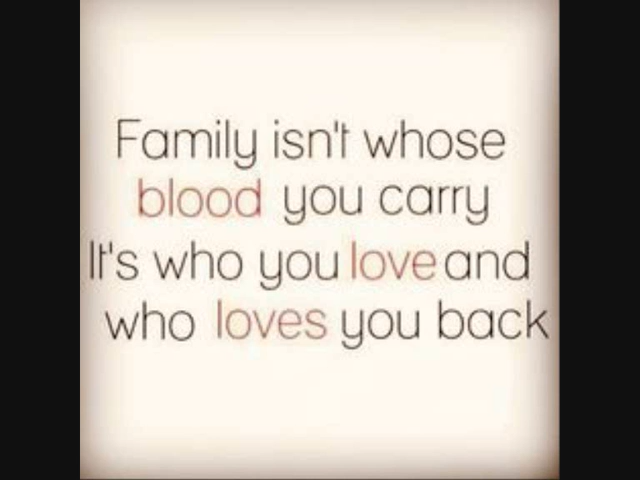 Family isn't whose
blood you carry
It's who you love and
who loves you back